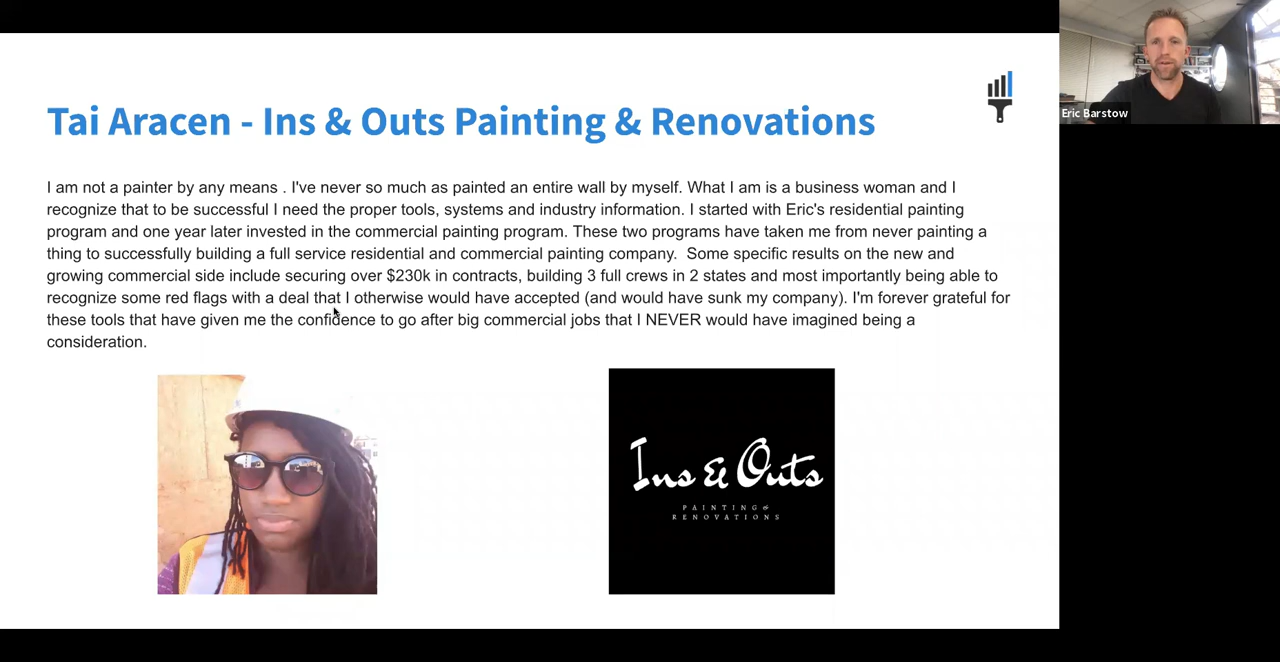 Tai Aracen - Ins & Outs Painting & Renovations
I am not a painter by any means . I've never so much as painted an entire wall by myself. What I am is a business woman and I
recognize that to be successful I need the proper tools, systems and industry information. I started with Eric's residential painting
program and one year later invested in the commercial painting program. These two programs have taken me from never painting a
thing to successfully building a full service residential and commercial painting company.  Some specific results on the new and
growing commercial side include securing over $230k in contracts, building 3 full crews in 2 states and most importantly being able to
recognize some red flags with a deal that I otherwise would have accepted (and would have sunk my company). I'm forever grateful for
these tools that have given me the confidence to go after big commercial jobs that I NEVER would have imagined being a
consideration.
Ins & Outs
PAINTING &
RENOVATIONS
Eric Barstow